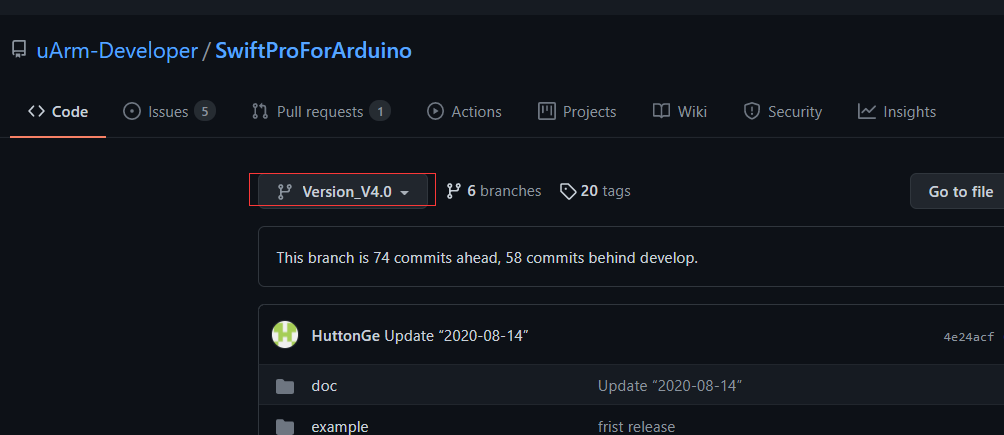 uArm-Developer / SwiftProForArduino
Code Issues 5 Pull requests 1 Actions Projects Wiki Security Insights
Version_V4.0 6 branches 20 tags Go to file
This branch is 74 commits ahead, 58 commits behind develop.
HuttonGe Update “2020-08-14” 4e24acf
doc Update “2020-08-14”
example frist release